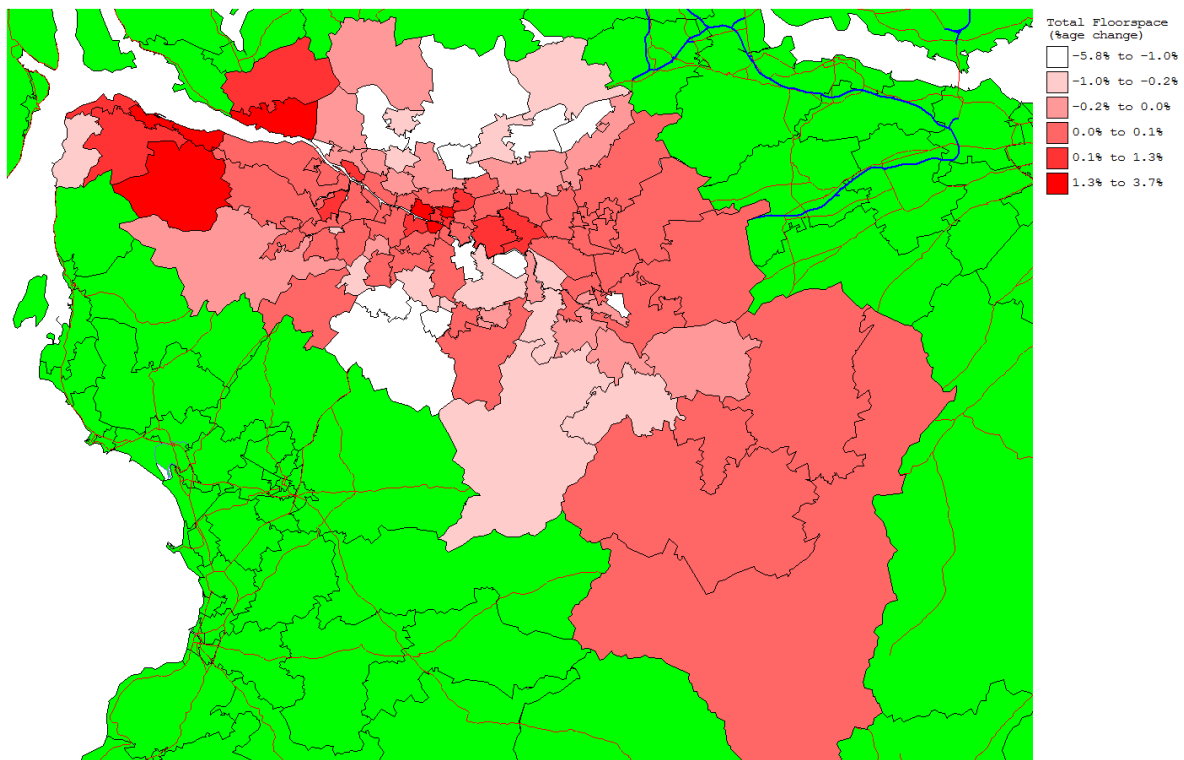 Total Floorspace
(%age change)
-5.8% to -1.0%
-1.0% to -0.2%
-0.2% to 0.0%
0.0% to 0.1%
0.1% to 1.3%
1.3% to 3.7%